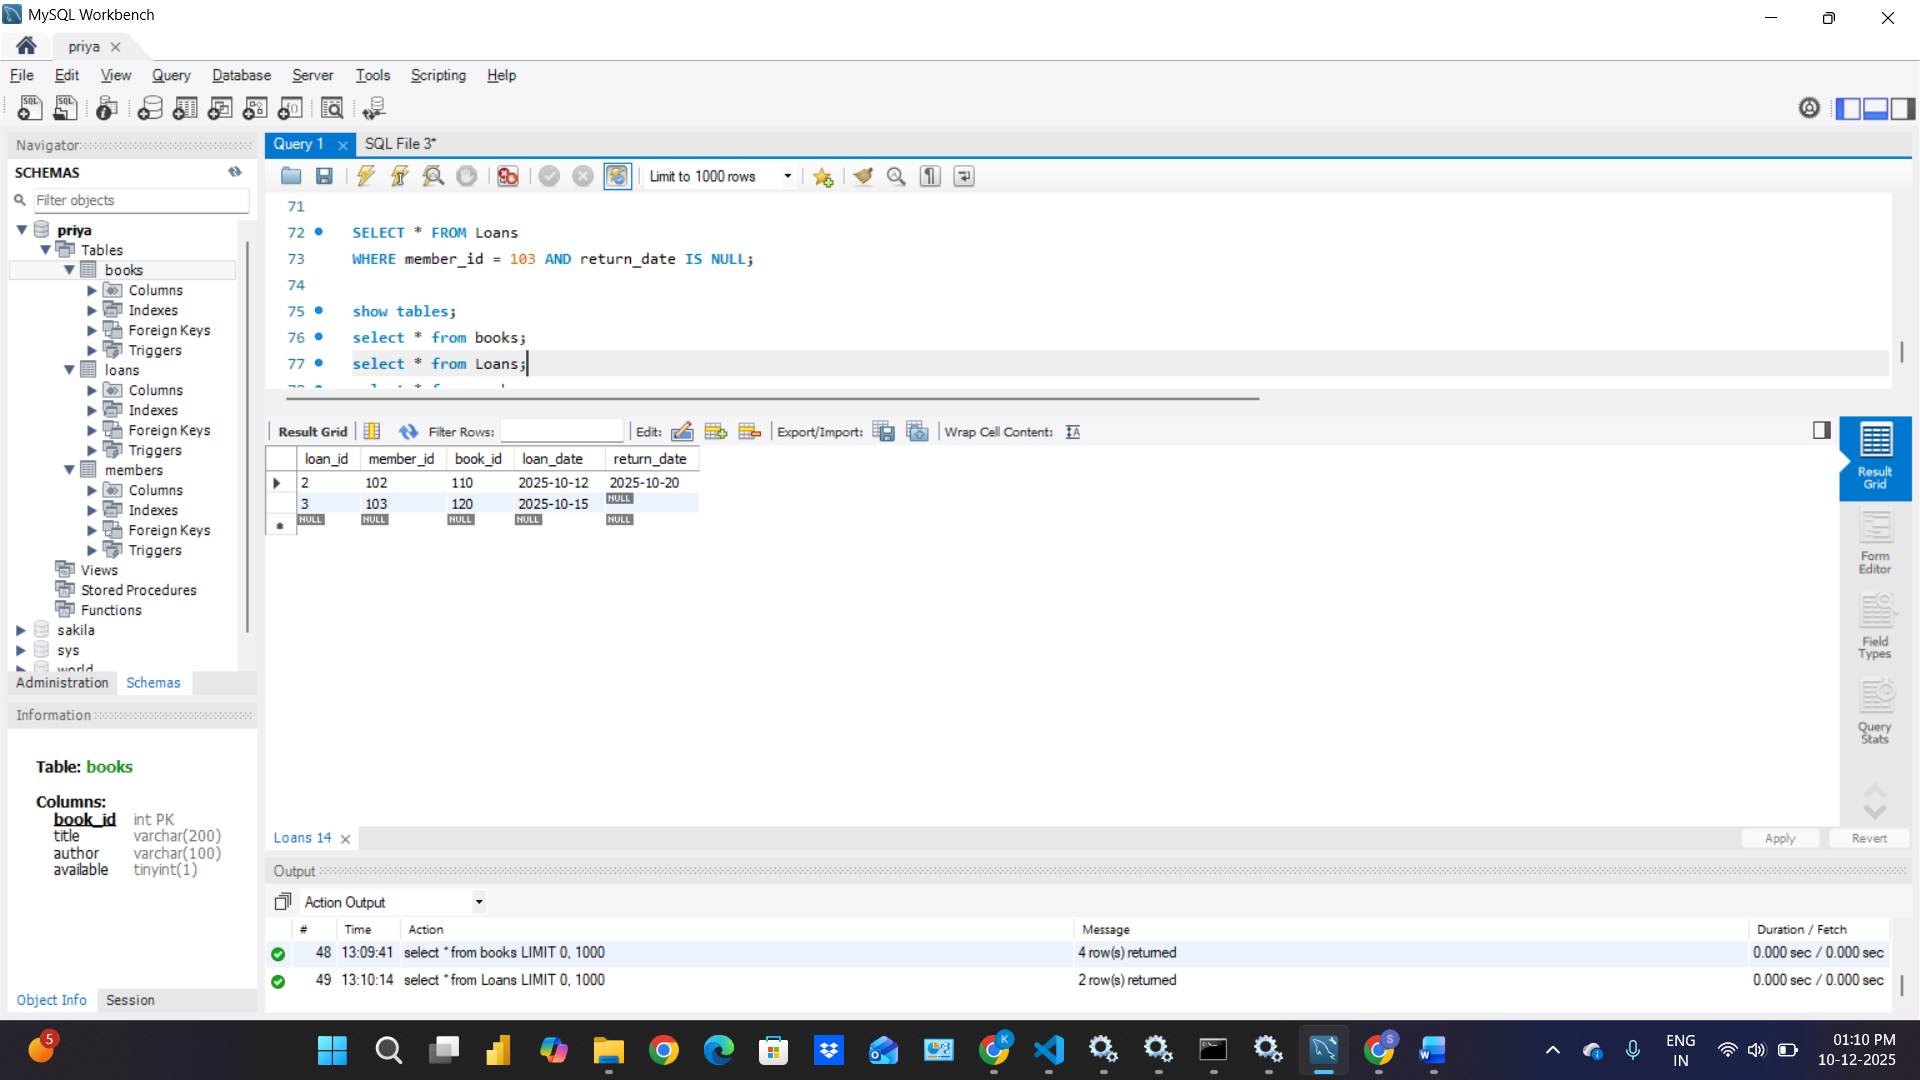 MySQL Workbench
priya
File Edit View Query Database Server Tools Scripting Help
Navigator
SCHEMAS
Filter objects
priya
Tables
books
Columns
Indexes
Foreign Keys
Triggers
loans
Columns
Indexes
Foreign Keys
Triggers
members
Columns
Indexes
Foreign Keys
Triggers
Views
Stored Procedures
Functions
sakila
sys
world
Administration Schemas
Information
Table: books
Columns:
book_id int PK
title varchar(200)
author varchar(100)
available tinyint(1)
Object Info Session
Query 1 SQL File 3*
Limit to 1000 rows
71
72 SELECT * FROM Loans
73 WHERE member_id = 103 AND return_date IS NULL;
74
75 show tables;
76 select * from books;
77 select * from Loans;
Result Grid Filter Rows: Edit: Export/Import: Wrap Cell Content:
loan_id member_id book_id loan_date return_date
2 102 110 2025-10-12 2025-10-20
3 103 120 2025-10-15 NULL
NULL NULL NULL NULL NULL
Result
Grid
Form
Editor
Field
Types
Query
Stats
Loans 14
Apply Revert
Output
Action Output
# Time Action Message Duration / Fetch
48 13:09:41 select * from books LIMIT 0, 1000 4 row(s) returned 0.000 sec / 0.000 sec
49 13:10:14 select * from Loans LIMIT 0, 1000 2 row(s) returned 0.000 sec / 0.000 sec
5
K
S
ENG
IN
01:10 PM
10-12-2025